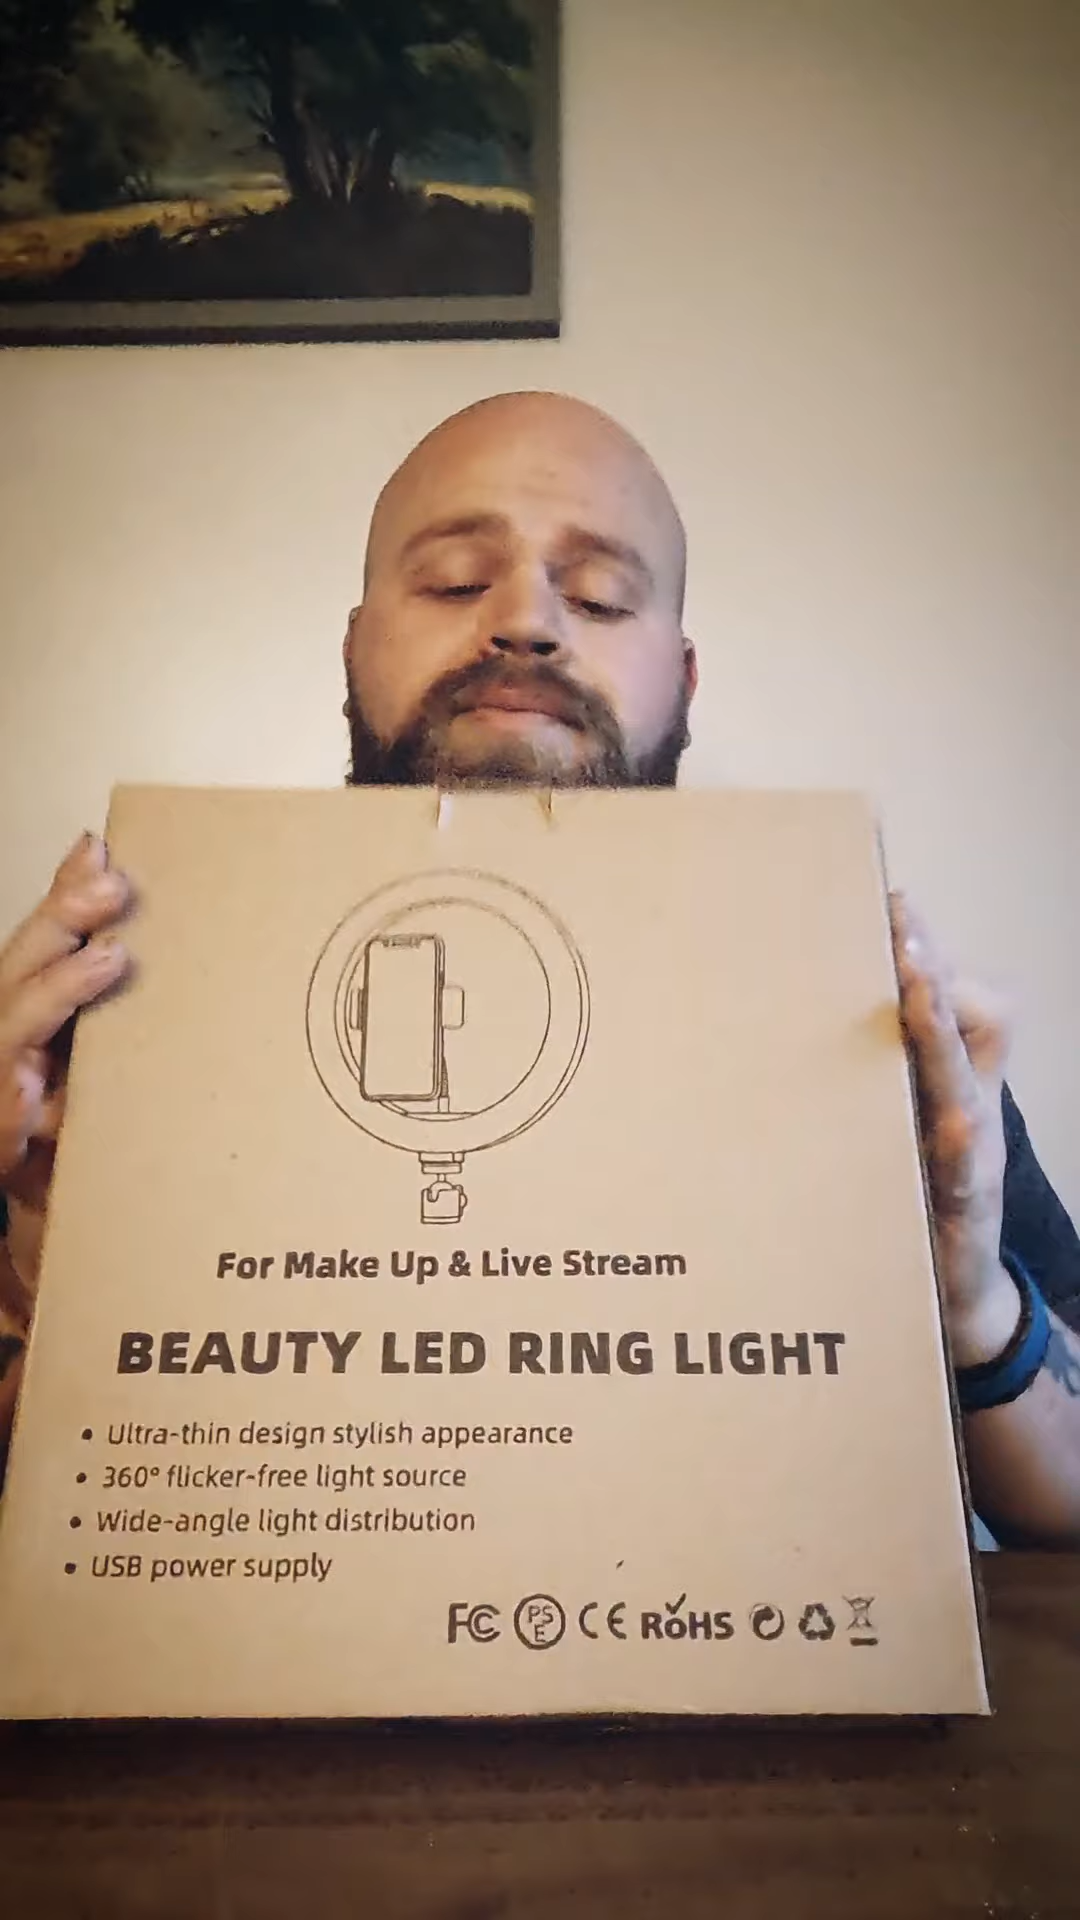 For Make Up & Live Stream
BEAUTY LED RING LIGHT
• Ultra-thin design stylish appearance
• 360° flicker-free light source
• Wide-angle light distribution
• USB power supply
FC PSE CE RoHS